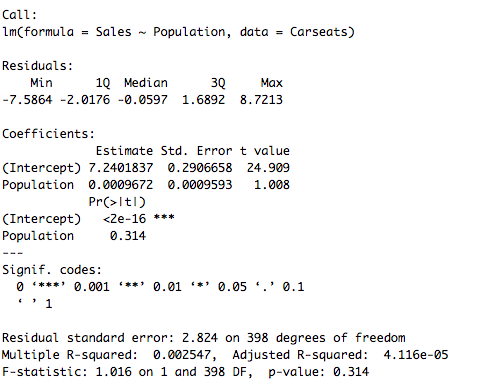 Call:
lm(formula = Sales ~ Population, data = Carseats)
Residuals:
Min 1Q Median 3Q Max
-7.5864 -2.0176 -0.0597 1.6892 8.7213
Coefficients:
Estimate Std. Error t value
(Intercept) 7.2401837 0.2906658 24.909
Population 0.0009672 0.0009593 1.008
Pr(>|t|)
(Intercept) <2e-16 ***
Population 0.314
---
Signif. codes:
0 ‘***’ 0.001 ‘**’ 0.01 ‘*’ 0.05 ‘.’ 0.1
‘ ’ 1
Residual standard error: 2.824 on 398 degrees of freedom
Multiple R-squared: 0.002547, Adjusted R-squared: 4.116e-05
F-statistic: 1.016 on 1 and 398 DF, p-value: 0.314